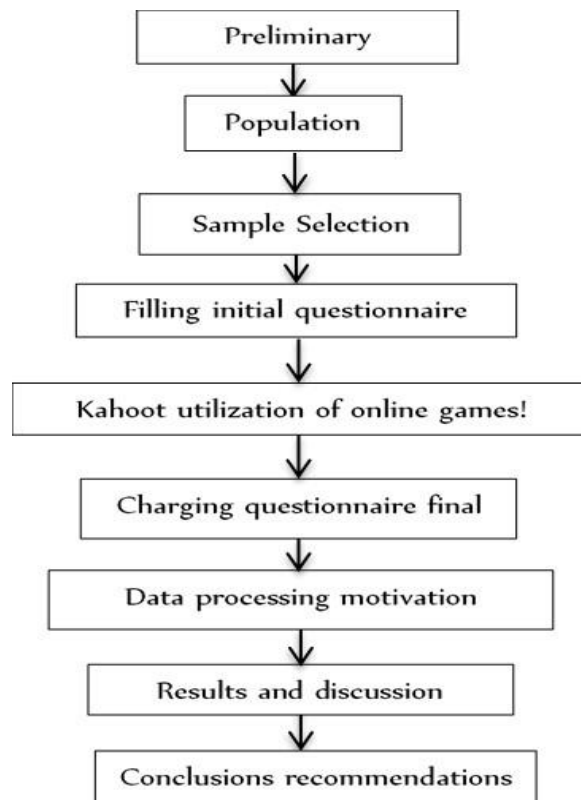 Preliminary
Population
Sample Selection
Filling initial questionnaire
Kahoot utilization of online games!
Charging questionnaire final
Data processing motivation
Results and discussion
Conclusions recommendations